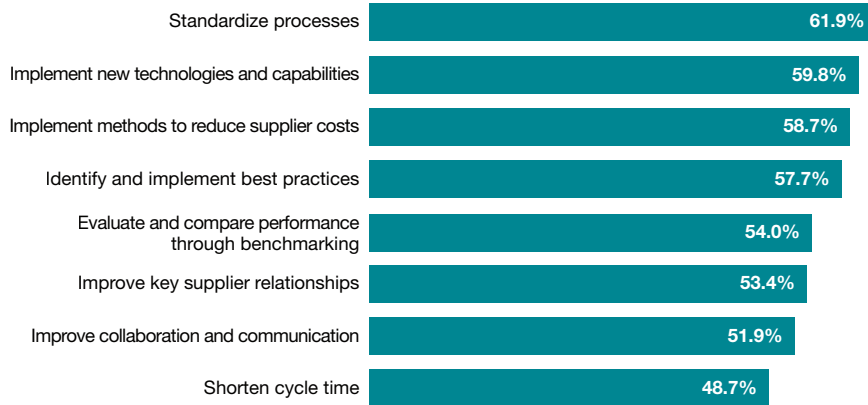 Standardize processes 61.9%
Implement new technologies and capabilities 59.8%
Implement methods to reduce supplier costs 58.7%
Identify and implement best practices 57.7%
Evaluate and compare performance
through benchmarking 54.0%
Improve key supplier relationships 53.4%
Improve collaboration and communication 51.9%
Shorten cycle time 48.7%